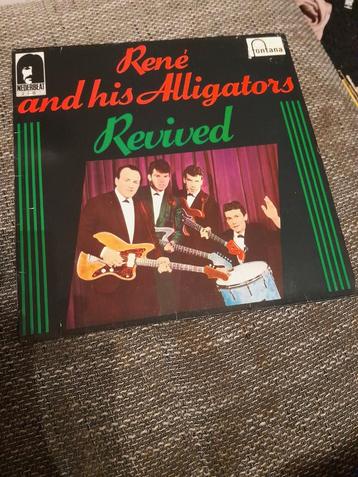 René
fontana
NEDERBEAT
and his Alligators
Revived